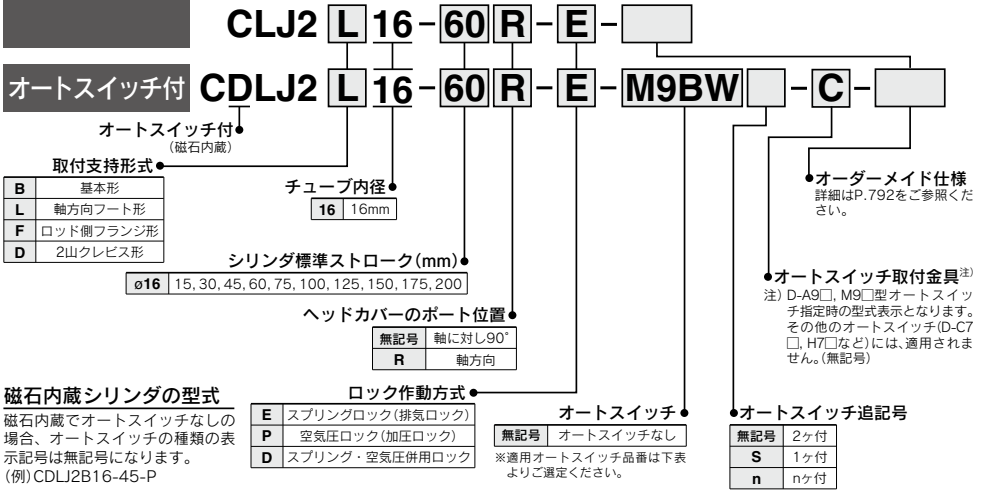 CLJ2 L 16-60 R-E-
オートスイッチ付 CDLJ2 L 16-60 R-E-M9BW -C-
オートスイッチ付
(磁石内蔵)
取付支持形式
B 基本形
L 軸方向フート形
F ロッド側フランジ形
D 2山クレビス形
チューブ内径
16 16mm
シリンダ標準ストローク(mm)
ø16 15, 30, 45, 60, 75, 100, 125, 150, 175, 200
ヘッドカバーのポート位置
無記号 軸に対し90°
R 軸方向
ロック作動方式
E スプリングロック(排気ロック)
P 空気圧ロック(加圧ロック)
D スプリング・空気圧併用ロック
磁石内蔵シリンダの型式
磁石内蔵でオートスイッチなしの
場合、オートスイッチの種類の表
示記号は無記号になります。
(例)CDLJ2B16-45-P
オートスイッチ
無記号 オートスイッチなし
※適用オートスイッチ品番は下表
よりご選定ください。
オートスイッチ追記号
無記号 2ヶ付
S 1ヶ付
n nヶ付
オートスイッチ取付金具注)
注) D-A9□, M9□型オートスイッ
チ指定時の型式表示となります。
その他のオートスイッチ(D-C7
□, H7□など)には、適用されま
せん。(無記号)
オーダーメイド仕様
詳細はP.792をご参照くだ
さい。